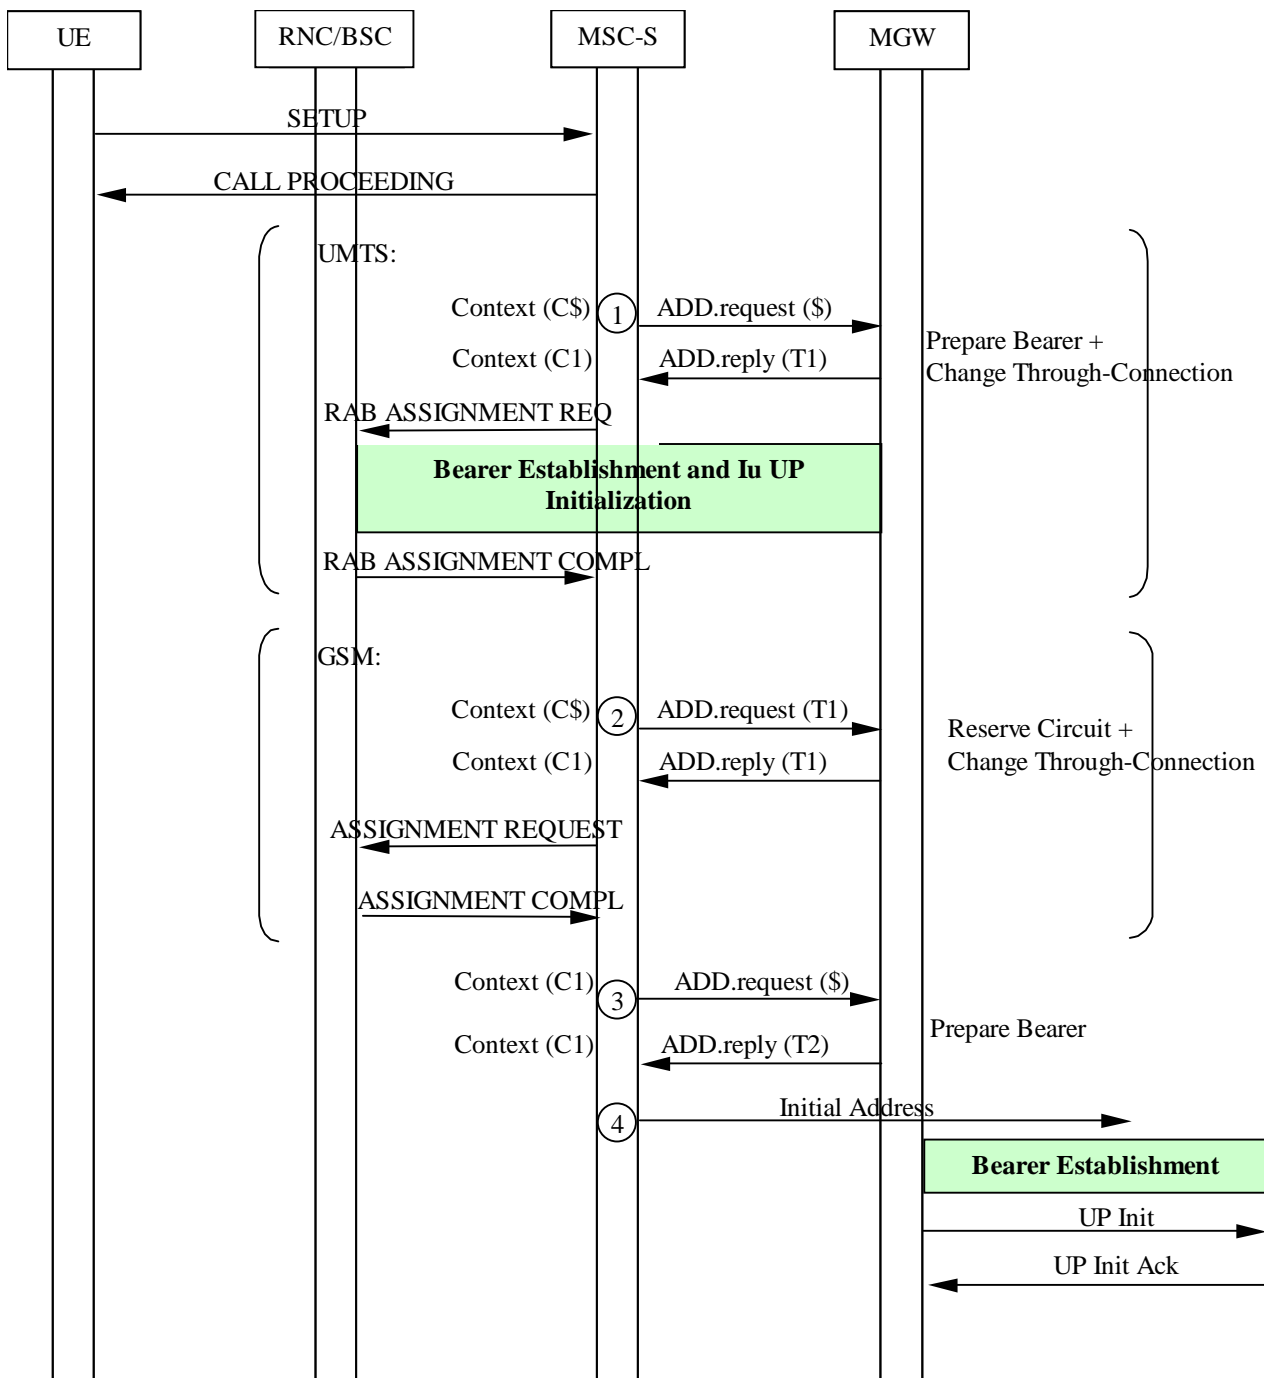 UE
RNC/BSC
MSC-S
MGW
SETUP
CALL PROCEEDING
UMTS:
Context (C$)
1
ADD.request ($)
Context (C1)
ADD.reply (T1)
Prepare Bearer +
Change Through-Connection
RAB ASSIGNMENT REQ
Bearer Establishment and Iu UP
Initialization
RAB ASSIGNMENT COMPL
GSM:
Context (C$)
2
ADD.request (T1)
Context (C1)
ADD.reply (T1)
Reserve Circuit +
Change Through-Connection
ASSIGNMENT REQUEST
ASSIGNMENT COMPL
Context (C1)
3
ADD.request ($)
Prepare Bearer
Context (C1)
ADD.reply (T2)
4
Initial Address
Bearer Establishment
UP Init
UP Init Ack